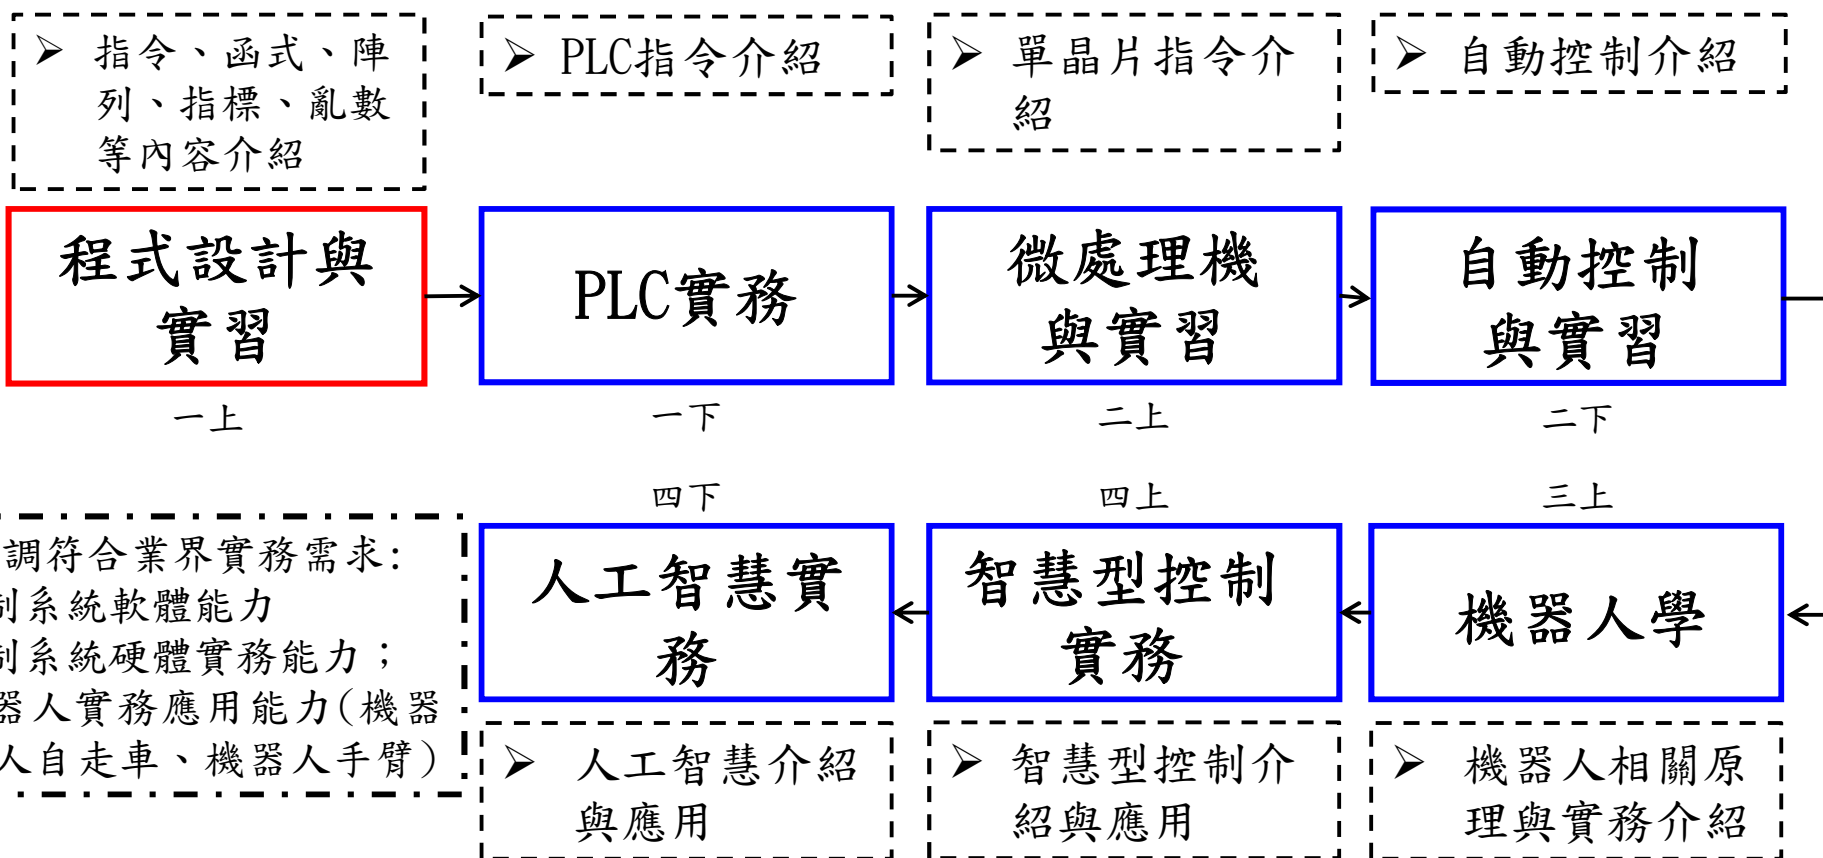 ➢ 指令、函式、陣
列、指標、亂數
等內容介紹
➢ PLC指令介紹
➢ 單晶片指令介
紹
➢ 自動控制介紹
程式設計與
實習
PLC實務
微處理機
與實習
自動控制
與實習
一上
一下
二上
二下
四下
四上
三上
調符合業界實務需求:
制系統軟體能力
制系統硬體實務能力；
器人實務應用能力(機器
人自走車、機器人手臂)
人工智慧實
務
智慧型控制
實務
機器人學
➢ 人工智慧介紹
與應用
➢ 智慧型控制介
紹與應用
➢ 機器人相關原
理與實務介紹